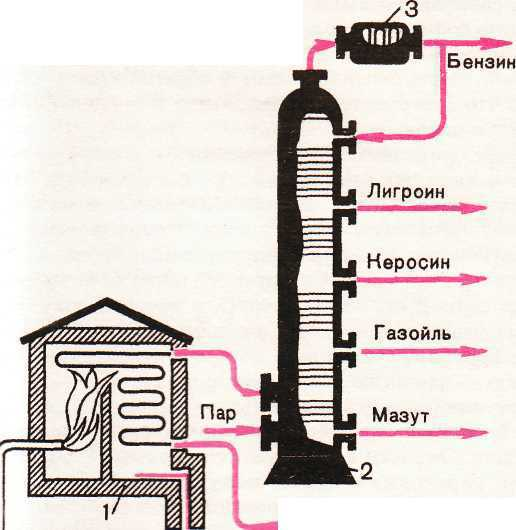 3
Бензин
Лигроин
Керосин
Газойль
Пар
Мазут
2
1